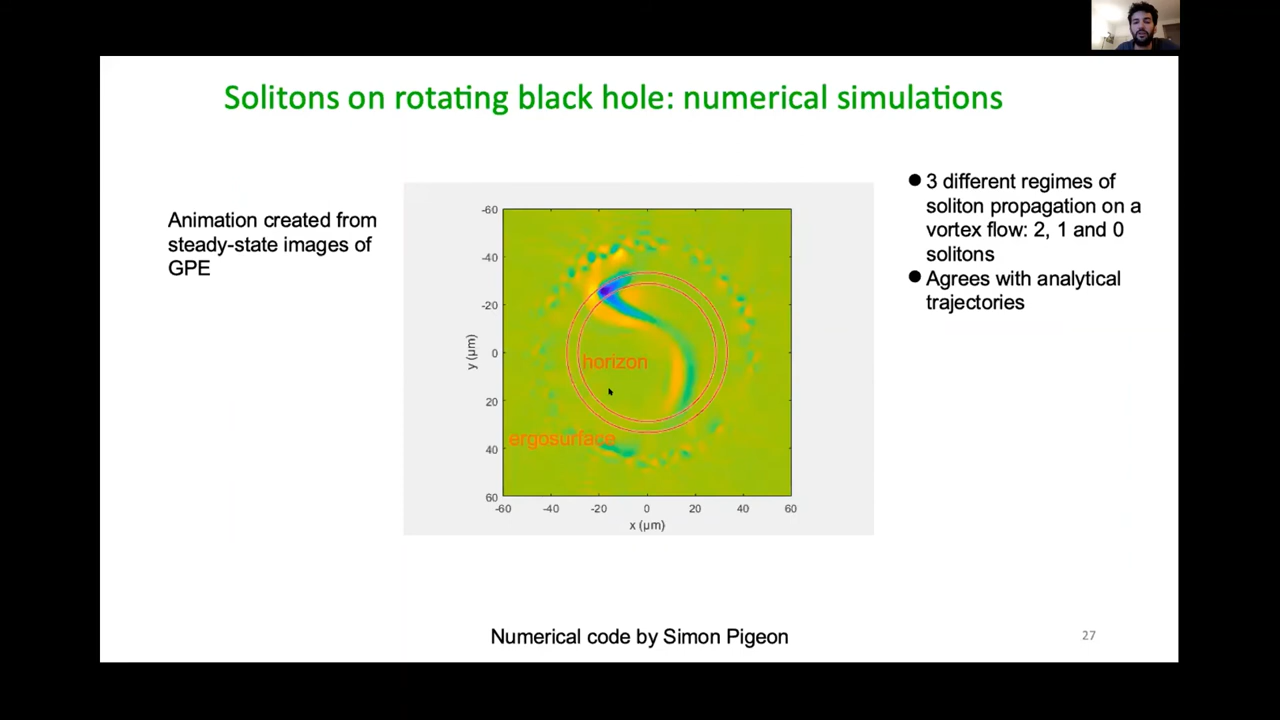 Solitons on rotating black hole: numerical simulations
Animation created from
steady-state images of
GPE
● 3 different regimes of
soliton propagation on a
vortex flow: 2, 1 and 0
solitons
● Agrees with analytical
trajectories
-60
-40
-20
0
20
40
60
y (µm)
horizon
ergosurface
-60 -40 -20 0 20 40 60
x (µm)
Numerical code by Simon Pigeon
27